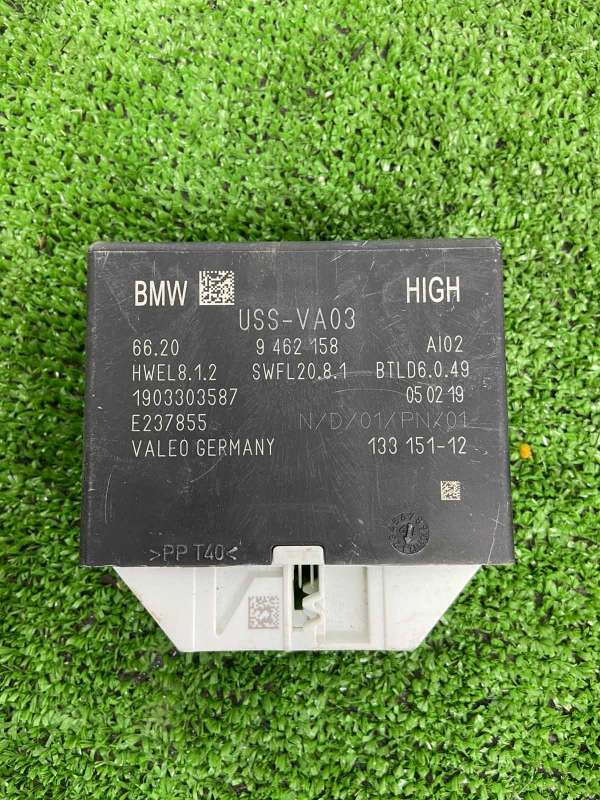 BMW HIGH
USS-VA03
66.20 9 462 158 AI02
HWEL8.1.2 SWFL20.8.1 BTLD6.0.49
1903303587 05 02 19
E237855 N/D/01/PN/01
VALEO GERMANY 133 151-12
>PP T40<